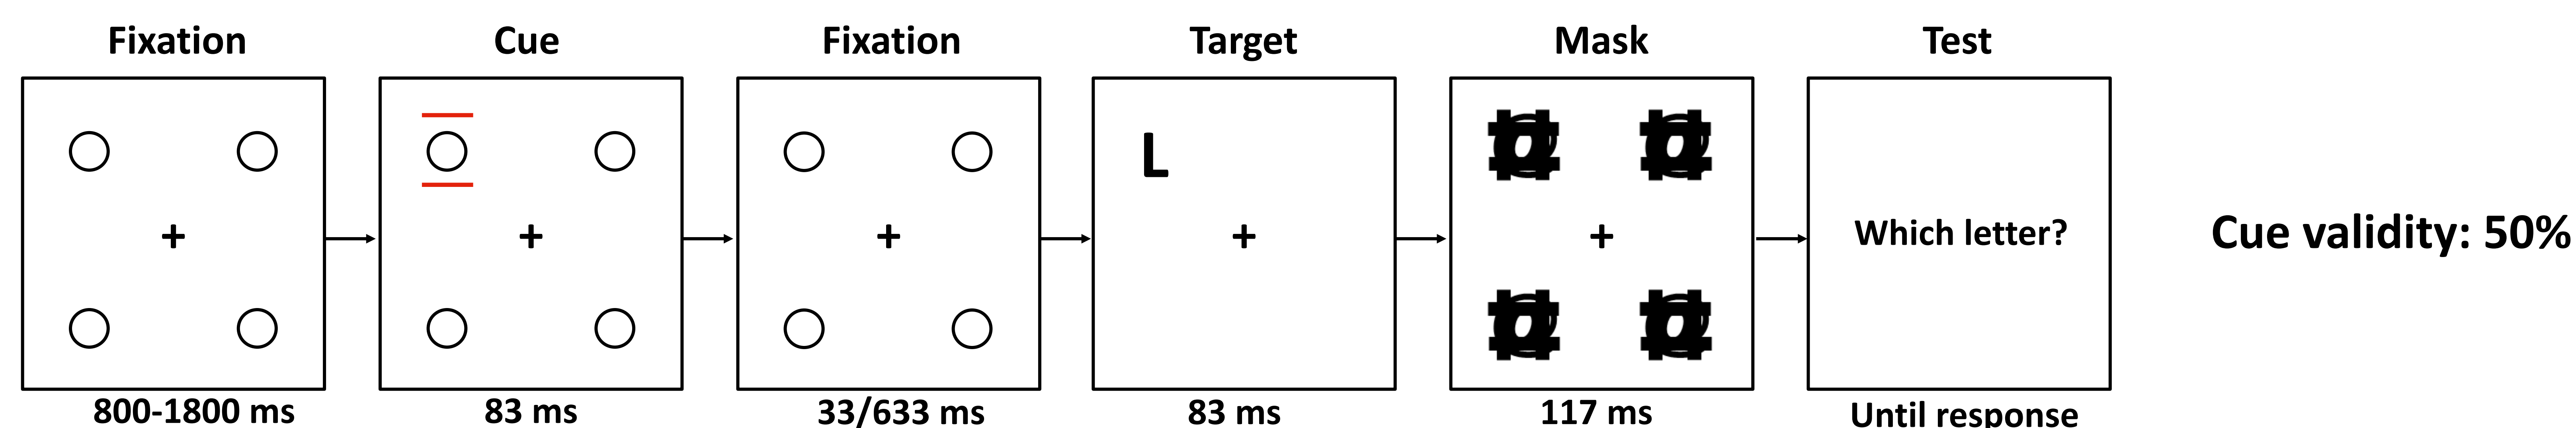 Fixation
Cue
Fixation
Target
Mask
Test
+
+
+
L
+
+
Which letter?
Cue validity: 50%
800-1800 ms
83 ms
33/633 ms
83 ms
117 ms
Until response